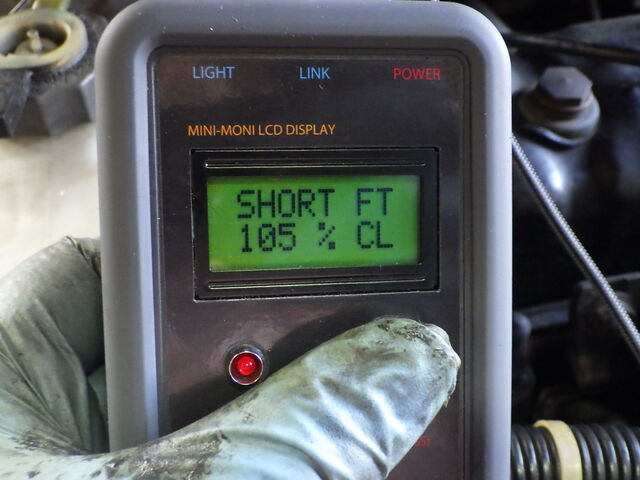 LIGHT LINK POWER
MINI-MONI LCD DISPLAY
SHORT FT
105 % CL